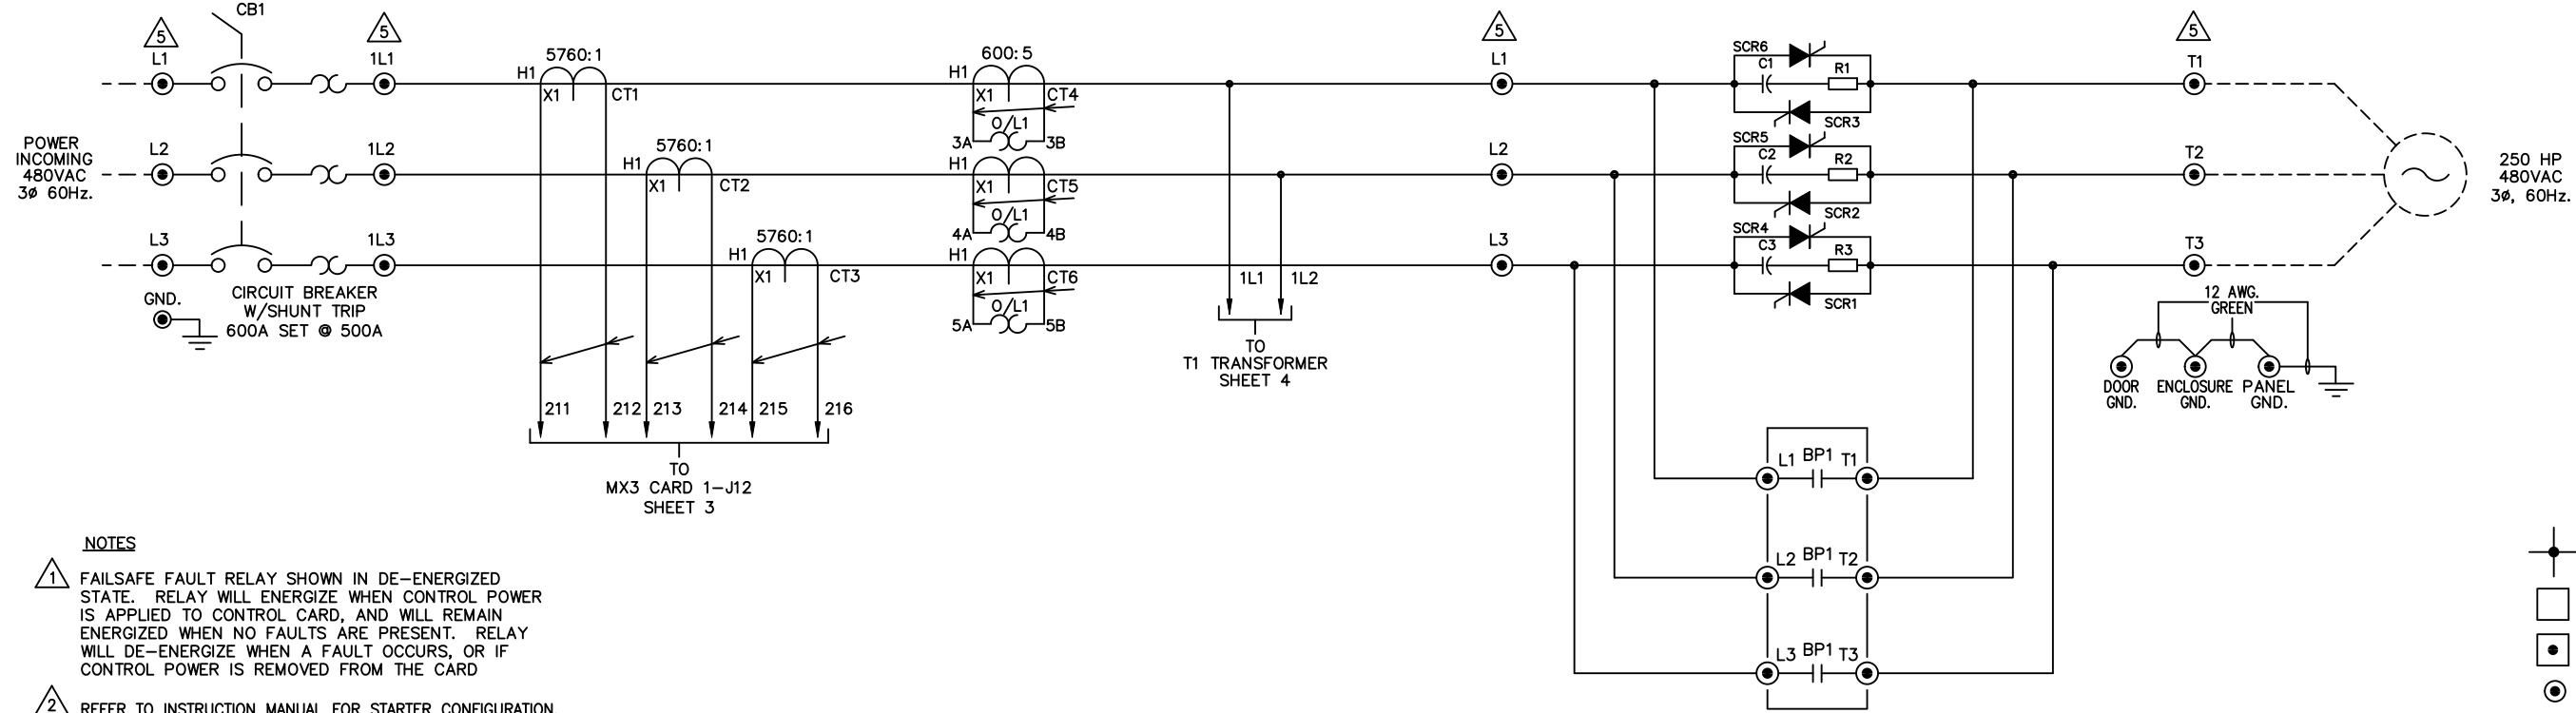 CB1
5
5
5
5
L1
1L1
5760:1
600:5
L1
SCR6
C1
R1
T1
H1
X1
CT1
H1
X1
CT4
SCR3
O/L1
3A
3B
POWER
INCOMING
480VAC
3ø 60Hz.
L2
1L2
5760:1
H1
X1
CT2
H1
X1
CT5
O/L1
4A
4B
L2
SCR5
C2
R2
SCR2
T2
250 HP
480VAC
3ø, 60Hz.
L3
1L3
5760:1
H1
X1
CT3
H1
X1
CT6
O/L1
5A
5B
1L1
1L2
L3
SCR4
C3
R3
SCR1
T3
GND.
CIRCUIT BREAKER
W/SHUNT TRIP
600A SET @ 500A
TO
T1 TRANSFORMER
SHEET 4
12 AWG.
GREEN
DOOR
GND.
ENCLOSURE
GND.
PANEL
GND.
211
212
213
214
215
216
TO
MX3 CARD 1-J12
SHEET 3
L1 BP1 T1
L2 BP1 T2
L3 BP1 T3
NOTES
1
FAILSAFE FAULT RELAY SHOWN IN DE-ENERGIZED
STATE. RELAY WILL ENERGIZE WHEN CONTROL POWER
IS APPLIED TO CONTROL CARD, AND WILL REMAIN
ENERGIZED WHEN NO FAULTS ARE PRESENT. RELAY
WILL DE-ENERGIZE WHEN A FAULT OCCURS, OR IF
CONTROL POWER IS REMOVED FROM THE CARD
2
REFER TO INSTRUCTION MANUAL FOR STARTER CONFIGURATION.